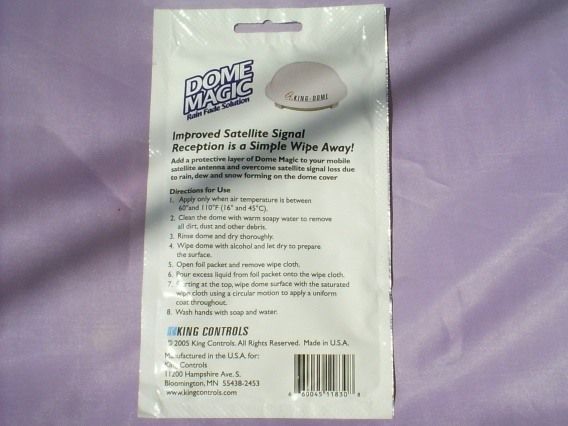 DOME
MAGIC
Rain Fade Solution
KING-DOME
Improved Satellite Signal
Reception is a Simple Wipe Away!
Add a protective layer of Dome Magic to your mobile
satellite antenna and overcome satellite signal loss due
to rain, dew and snow forming on the dome cover
Directions for Use
1. Apply only when air temperature is between
60° and 110°F (16° and 45°C).
2. Clean the dome with warm soapy water to remove
all dirt, dust and other debris.
3. Rinse dome and dry thoroughly.
4. Wipe dome with alcohol and let dry to prepare
the surface.
5. Open foil packet and remove wipe cloth.
6. Pour excess liquid from foil packet onto the wipe cloth.
7. Starting at the top, wipe dome surface with the saturated
wipe cloth using a circular motion to apply a uniform
coat throughout.
8. Wash hands with soap and water.
KING CONTROLS
©2005 King Controls. All Rights Reserved. Made in U.S.A.
Manufactured in the U.S.A. for:
King Controls
11200 Hampshire Ave. S.
Bloomington, MN 55438-2453
www.kingcontrols.com
60045 11830 8